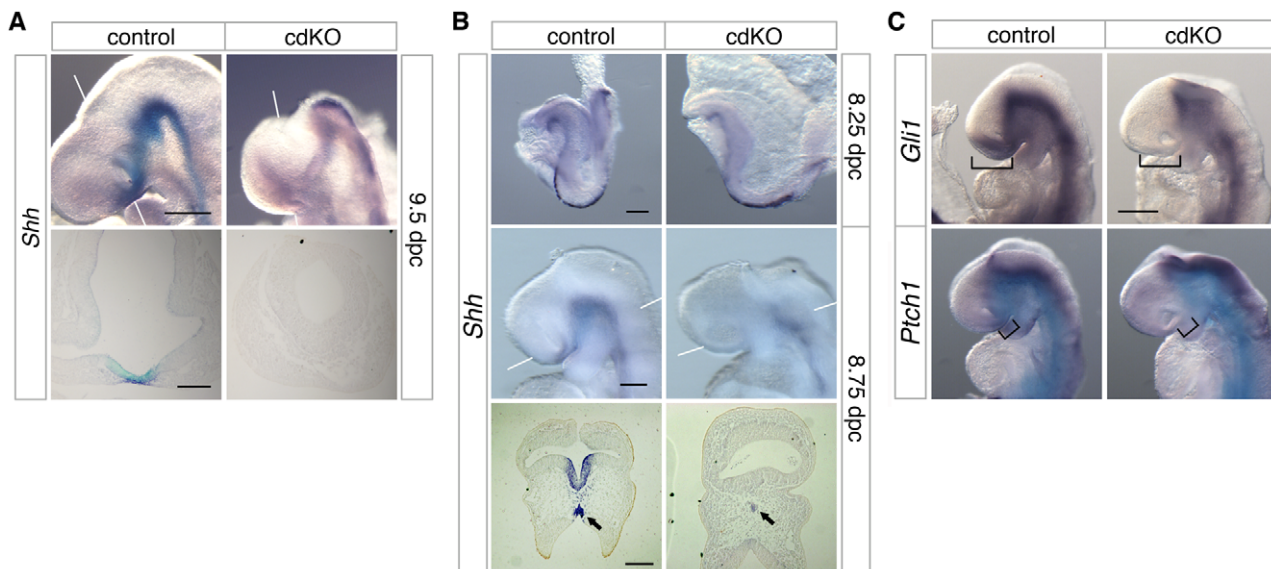 A
control cdKO
Shh
9.5 dpc
B
control cdKO
Shh
8.25 dpc
8.75 dpc
C
control cdKO
Gli1
Ptch1